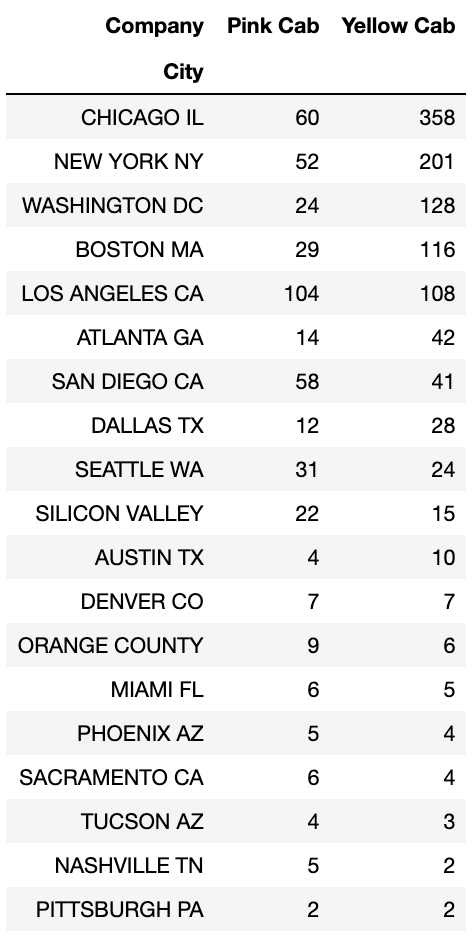 Company Pink Cab Yellow Cab
City
CHICAGO IL 60 358
NEW YORK NY 52 201
WASHINGTON DC 24 128
BOSTON MA 29 116
LOS ANGELES CA 104 108
ATLANTA GA 14 42
SAN DIEGO CA 58 41
DALLAS TX 12 28
SEATTLE WA 31 24
SILICON VALLEY 22 15
AUSTIN TX 4 10
DENVER CO 7 7
ORANGE COUNTY 9 6
MIAMI FL 6 5
PHOENIX AZ 5 4
SACRAMENTO CA 6 4
TUCSON AZ 4 3
NASHVILLE TN 5 2
PITTSBURGH PA 2 2